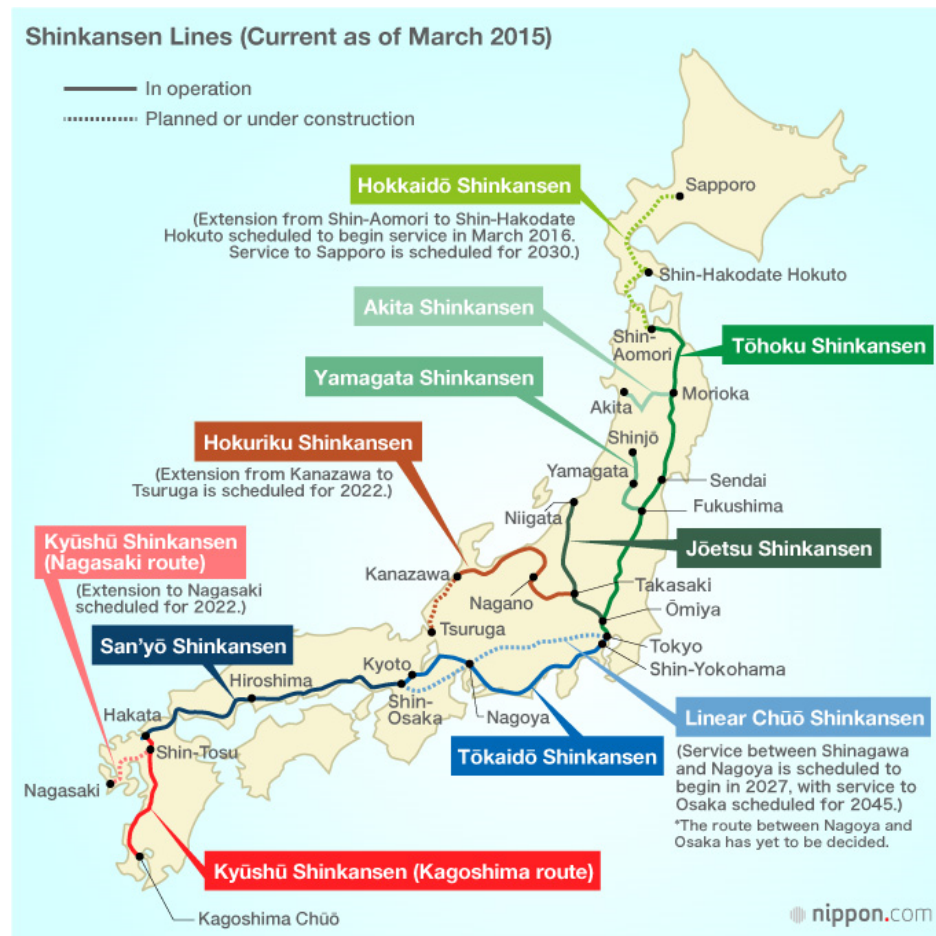 Shinkansen Lines (Current as of March 2015)
In operation
Planned or under construction
Hokkaidō Shinkansen
(Extension from Shin-Aomori to Shin-Hakodate
Hokuto scheduled to begin service in March 2016.
Service to Sapporo is scheduled for 2030.)
Sapporo
Shin-Hakodate Hokuto
Akita Shinkansen
Shin-
Aomori
Tōhoku Shinkansen
Yamagata Shinkansen
Akita
Morioka
Hokuriku Shinkansen
(Extension from Kanazawa to
Tsuruga is scheduled for 2022.)
Shinjō
Yamagata
Sendai
Niigata
Fukushima
Kyūshū Shinkansen
(Nagasaki route)
(Extension to Nagasaki
scheduled for 2022.)
Jōetsu Shinkansen
Kanazawa
Nagano
Takasaki
Ōmiya
Tsuruga
Tokyo
Shin-Yokohama
San'yō Shinkansen
Kyoto
Hiroshima
Shin-
Osaka
Nagoya
Hakata
Shin-Tosu
Linear Chūō Shinkansen
(Service between Shinagawa
and Nagoya is scheduled to
begin in 2027, with service to
Osaka scheduled for 2045.)
*The route between Nagoya and
Osaka has yet to be decided.
Tōkaidō Shinkansen
Nagasaki
Kyūshū Shinkansen (Kagoshima route)
Kagoshima Chūō
nippon.com